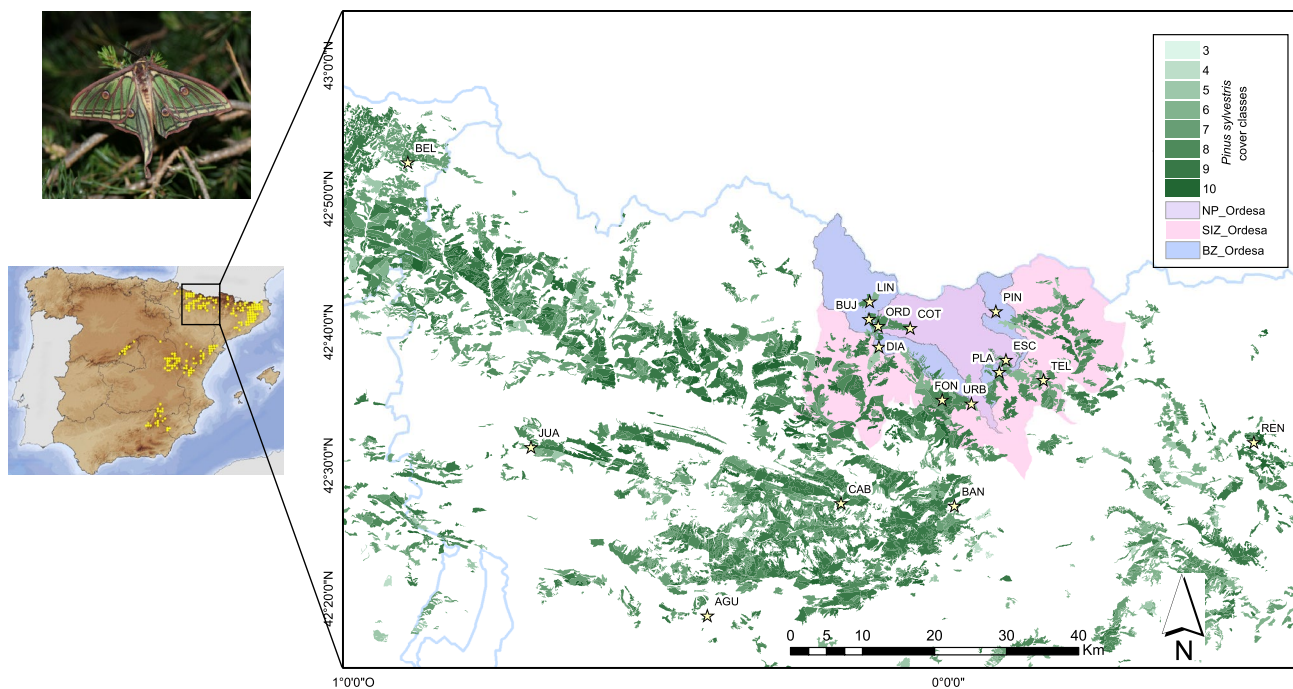 43°0'0"N
42°50'0"N
42°40'0"N
42°30'0"N
42°20'0"N
1°0'0"O
0°0'0"
BEL
LIN
PIN
BUJ
ORD
COT
DIA
ESC
PLA
TEL
FON
URB
REN
JUA
CAB
BAN
AGU
3
4
5
6
7
8
9
10
Pinus sylvestris
cover classes
NP_Ordesa
SIZ_Ordesa
BZ_Ordesa
0 5 10 20 30 40
Km
N